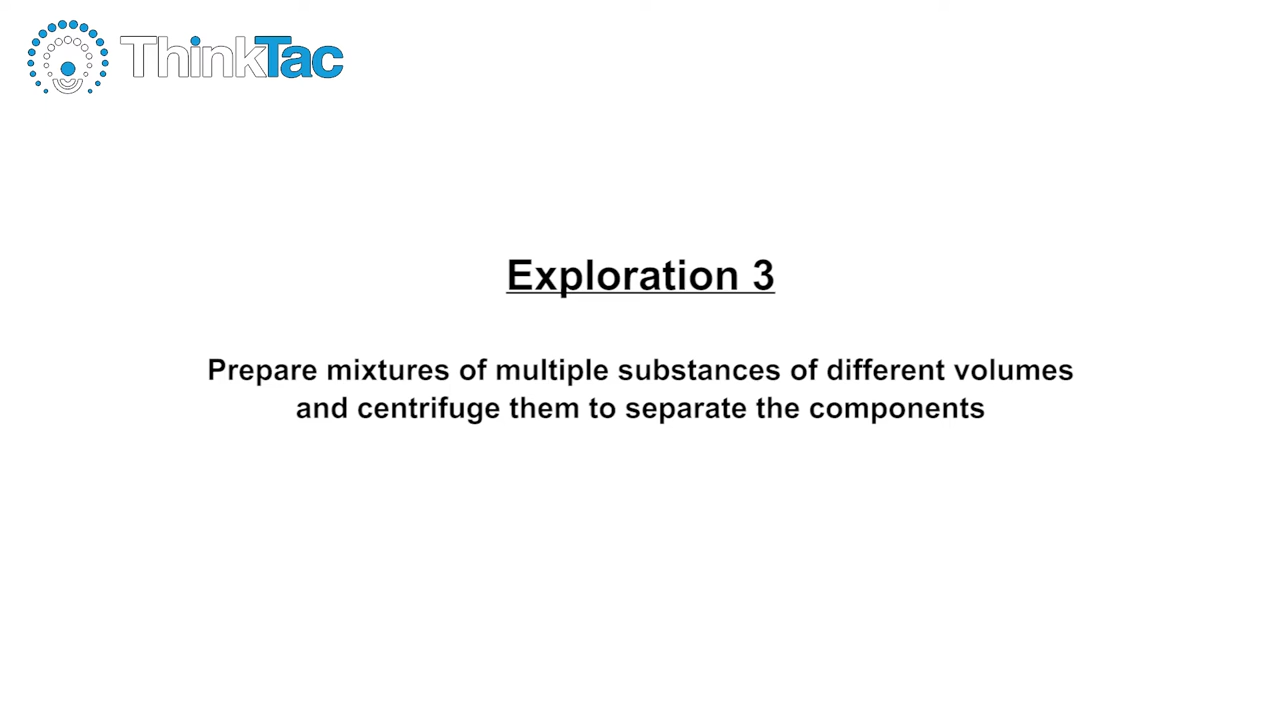 ThinkTac
Exploration 3
Prepare mixtures of multiple substances of different volumes
and centrifuge them to separate the components